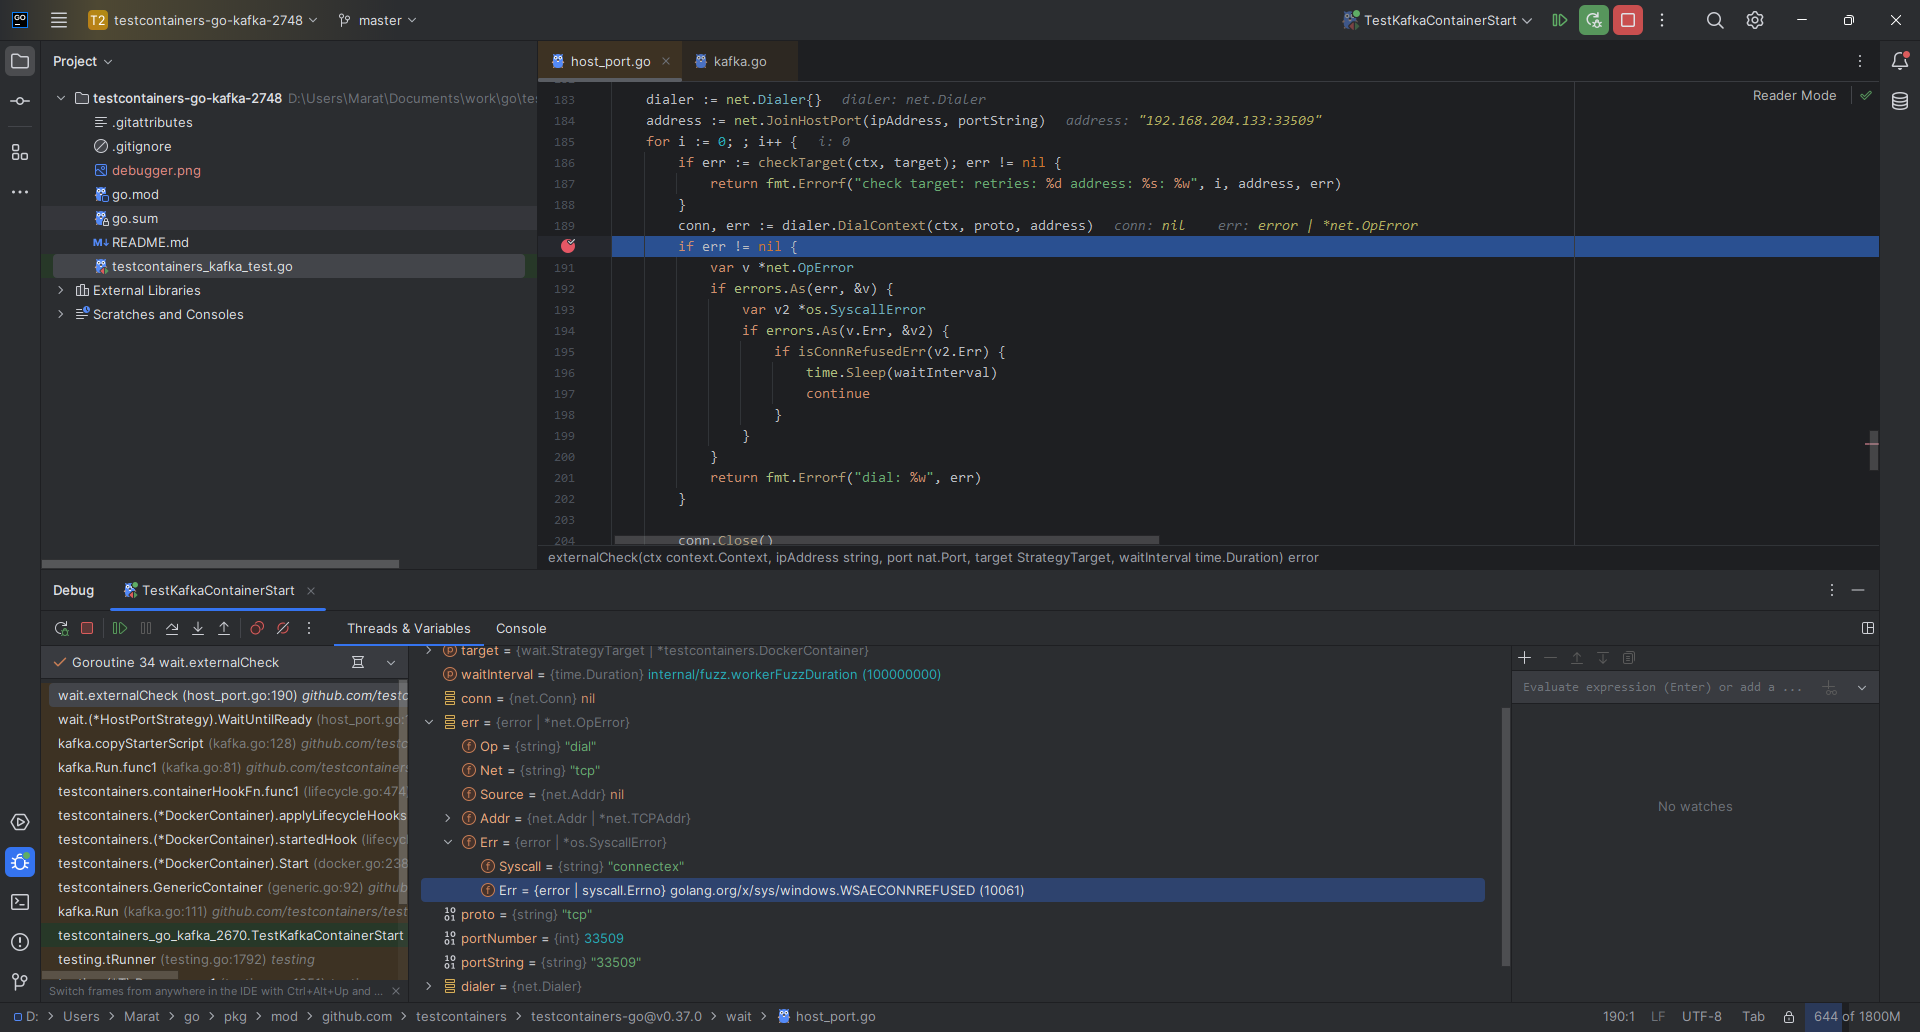 GO
T2 testcontainers-go-kafka-2748 master TestKafkaContainerStart
Project
testcontainers-go-kafka-2748 D:\Users\Marat\Documents\work\go\te
.gitattributes
.gitignore
debugger.png
go.mod
go.sum
M↓ README.md
testcontainers_kafka_test.go
External Libraries
Scratches and Consoles
host_port.go
kafka.go
Reader Mode
183 dialer := net.Dialer{} dialer: net.Dialer
184 address := net.JoinHostPort(ipAddress, portString) address: "192.168.204.133:33509"
185 for i := 0; ; i++ { i: 0
186 if err := checkTarget(ctx, target); err != nil {
187 return fmt.Errorf("check target: retries: %d address: %s: %w", i, address, err)
188 }
189 conn, err := dialer.DialContext(ctx, proto, address) conn: nil err: error | *net.OpError
if err != nil {
191 var v *net.OpError
192 if errors.As(err, &v) {
193 var v2 *os.SyscallError
194 if errors.As(v.Err, &v2) {
195 if isConnRefusedErr(v2.Err) {
196 time.Sleep(waitInterval)
197 continue
198 }
199 }
200 }
201 return fmt.Errorf("dial: %w", err)
202 }
203
204 conn.Close()
externalCheck(ctx context.Context, ipAddress string, port nat.Port, target StrategyTarget, waitInterval time.Duration) error
Debug TestKafkaContainerStart
Threads & Variables Console
Goroutine 34 wait.externalCheck
wait.externalCheck (host_port.go:190) github.com/testc
wait.(*HostPortStrategy).WaitUntilReady (host_port.go:
kafka.copyStarterScript (kafka.go:128) github.com/testc
kafka.Run.func1 (kafka.go:81) github.com/testcontainers
testcontainers.containerHookFn.func1 (lifecycle.go:474
testcontainers.(*DockerContainer).applyLifecycleHooks
testcontainers.(*DockerContainer).startedHook (lifecycl
testcontainers.(*DockerContainer).Start (docker.go:238
testcontainers.GenericContainer (generic.go:92) github
kafka.Run (kafka.go:111) github.com/testcontainers/test
testcontainers_go_kafka_2670.TestKafkaContainerStart
testing.tRunner (testing.go:1792) testing
Switch frames from anywhere in the IDE with Ctrl+Alt+Up and ...
target = {wait.StrategyTarget | *testcontainers.DockerContainer}
waitInterval = {time.Duration} internal/fuzz.workerFuzzDuration (100000000)
conn = {net.Conn} nil
err = {error | *net.OpError}
Op = {string} "dial"
Net = {string} "tcp"
Source = {net.Addr} nil
Addr = {net.Addr | *net.TCPAddr}
Err = {error | *os.SyscallError}
Syscall = {string} "connectex"
Err = {error | syscall.Errno} golang.org/x/sys/windows.WSAECONNREFUSED (10061)
proto = {string} "tcp"
portNumber = {int} 33509
portString = {string} "33509"
dialer = {net.Dialer}
Evaluate expression (Enter) or add a ...
No watches
D: > Users > Marat > go > pkg > mod > github.com > testcontainers > testcontainers-go@v0.37.0 > wait > host_port.go
190:1 LF UTF-8 Tab 644 of 1800M